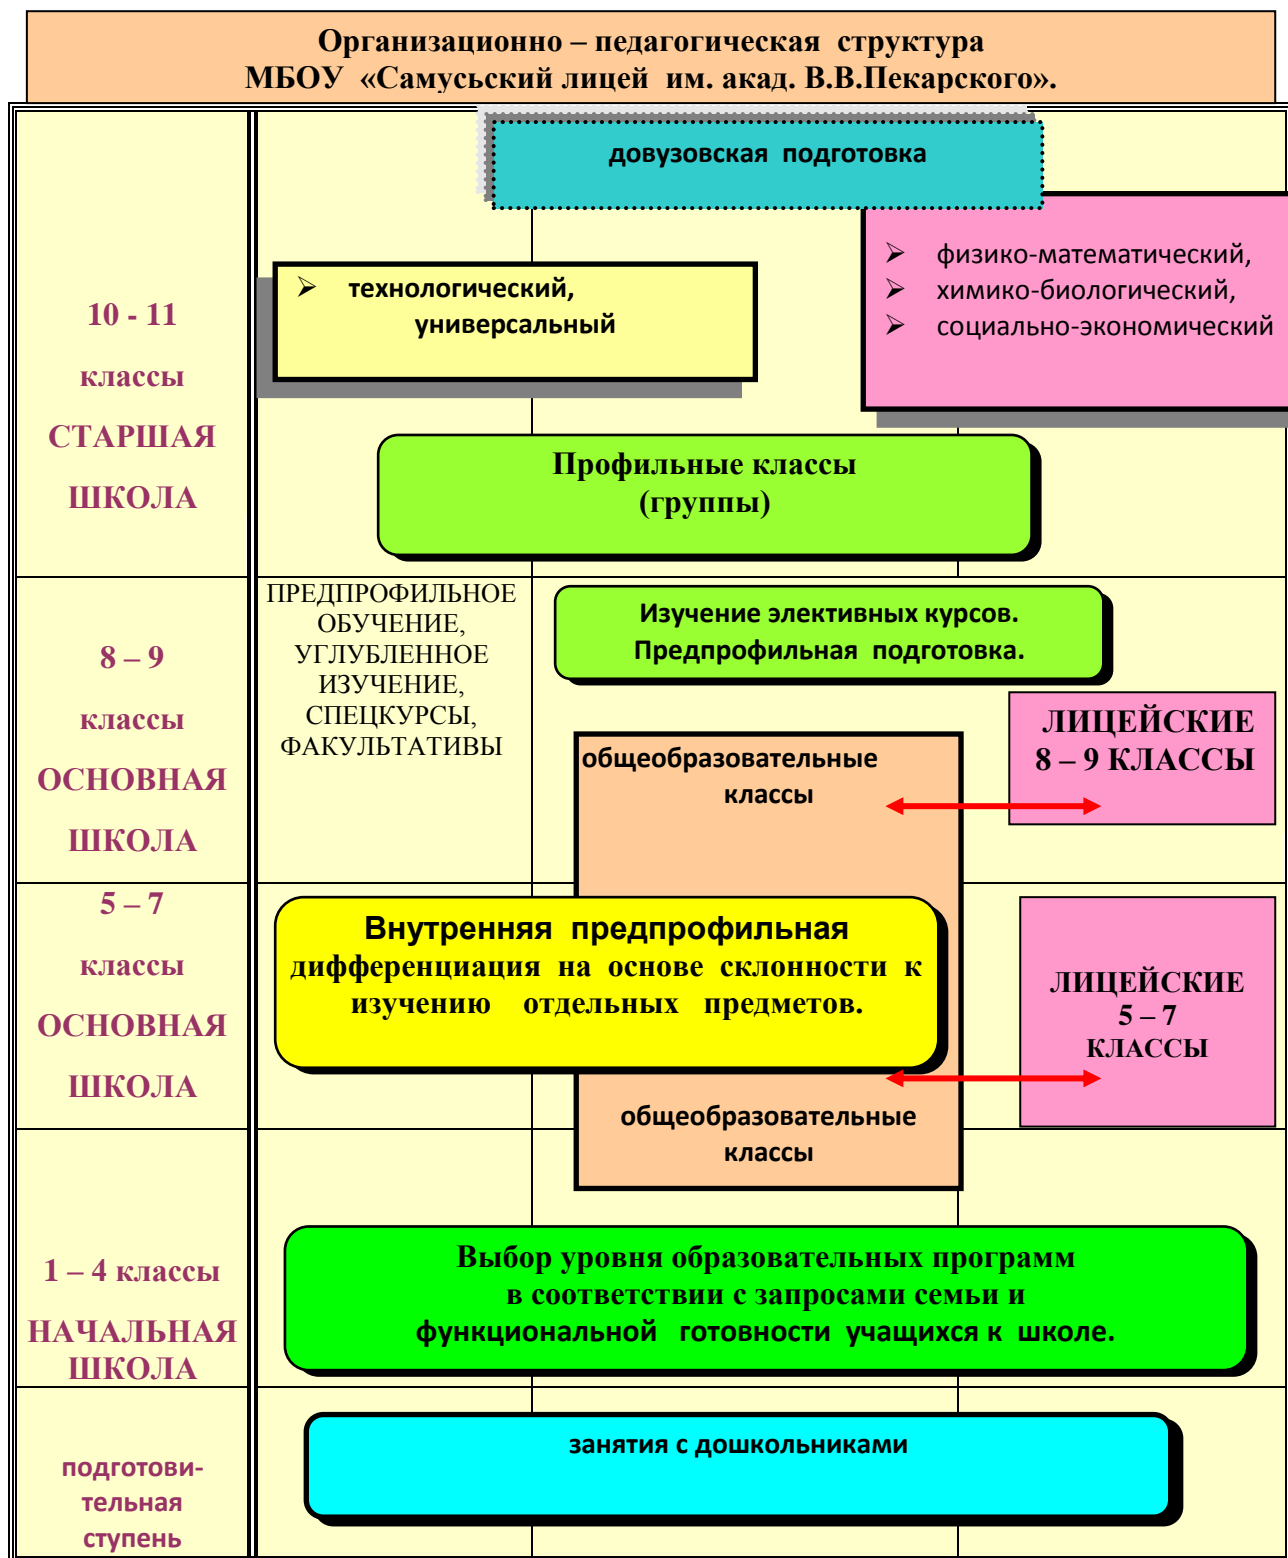 Организационно – педагогическая структура
МБОУ «Самусьский лицей им. акад. В.В.Пекарского».
довузовская подготовка
физико-математический,
химико-биологический,
социально-экономический
технологический,
универсальный
10 - 11
классы
СТАРШАЯ
ШКОЛА
Профильные классы
(группы)
8 – 9
классы
ОСНОВНАЯ
ШКОЛА
ПРЕДПРОФИЛЬНОЕ
ОБУЧЕНИЕ,
УГЛУБЛЕННОЕ
ИЗУЧЕНИЕ,
СПЕЦКУРСЫ,
ФАКУЛЬТАТИВЫ
Изучение элективных курсов.
Предпрофильная подготовка.
общеобразовательные
классы
ЛИЦЕЙСКИЕ
8 – 9 КЛАССЫ
5 – 7
классы
ОСНОВНАЯ
ШКОЛА
Внутренняя предпрофильная
дифференциация на основе склонности к
изучению отдельных предметов.
ЛИЦЕЙСКИЕ
5 – 7
КЛАССЫ
общеобразовательные
классы
1 – 4 классы
НАЧАЛЬНАЯ
ШКОЛА
Выбор уровня образовательных программ
в соответствии с запросами семьи и
функциональной готовности учащихся к школе.
подготови-
тельная
ступень
занятия с дошкольниками